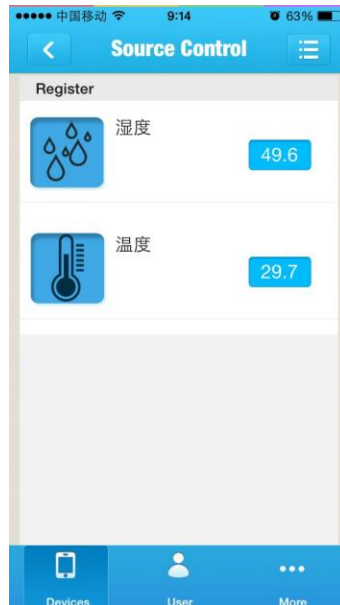 中国移动 9:14 63%
Source Control
Register
湿度
49.6
温度
29.7
Devices User More